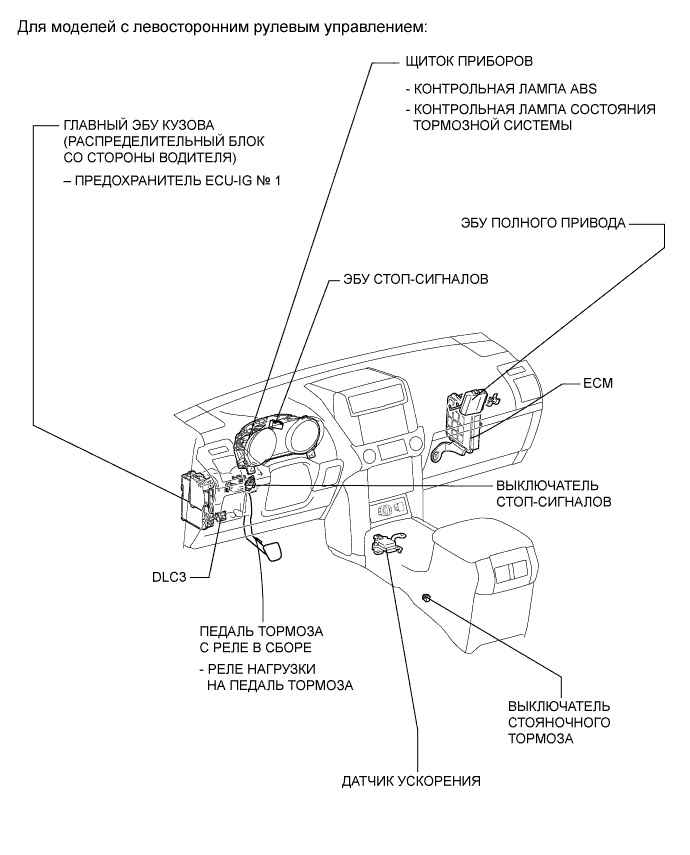 Для моделей с левосторонним рулевым управлением:
ЩИТОК ПРИБОРОВ
- КОНТРОЛЬНАЯ ЛАМПА ABS
- КОНТРОЛЬНАЯ ЛАМПА СОСТОЯНИЯ
ТОРМОЗНОЙ СИСТЕМЫ
ГЛАВНЫЙ ЭБУ КУЗОВА
(РАСПРЕДЕЛИТЕЛЬНЫЙ БЛОК
СО СТОРОНЫ ВОДИТЕЛЯ)
– ПРЕДОХРАНИТЕЛЬ ECU-IG № 1
ЭБУ ПОЛНОГО ПРИВОДА
ЭБУ СТОП-СИГНАЛОВ
ECM
ВЫКЛЮЧАТЕЛЬ
СТОП-СИГНАЛОВ
DLC3
ПЕДАЛЬ ТОРМОЗА
С РЕЛЕ В СБОРЕ
- РЕЛЕ НАГРУЗКИ
НА ПЕДАЛЬ ТОРМОЗА
ВЫКЛЮЧАТЕЛЬ
СТОЯНОЧНОГО
ТОРМОЗА
ДАТЧИК УСКОРЕНИЯ